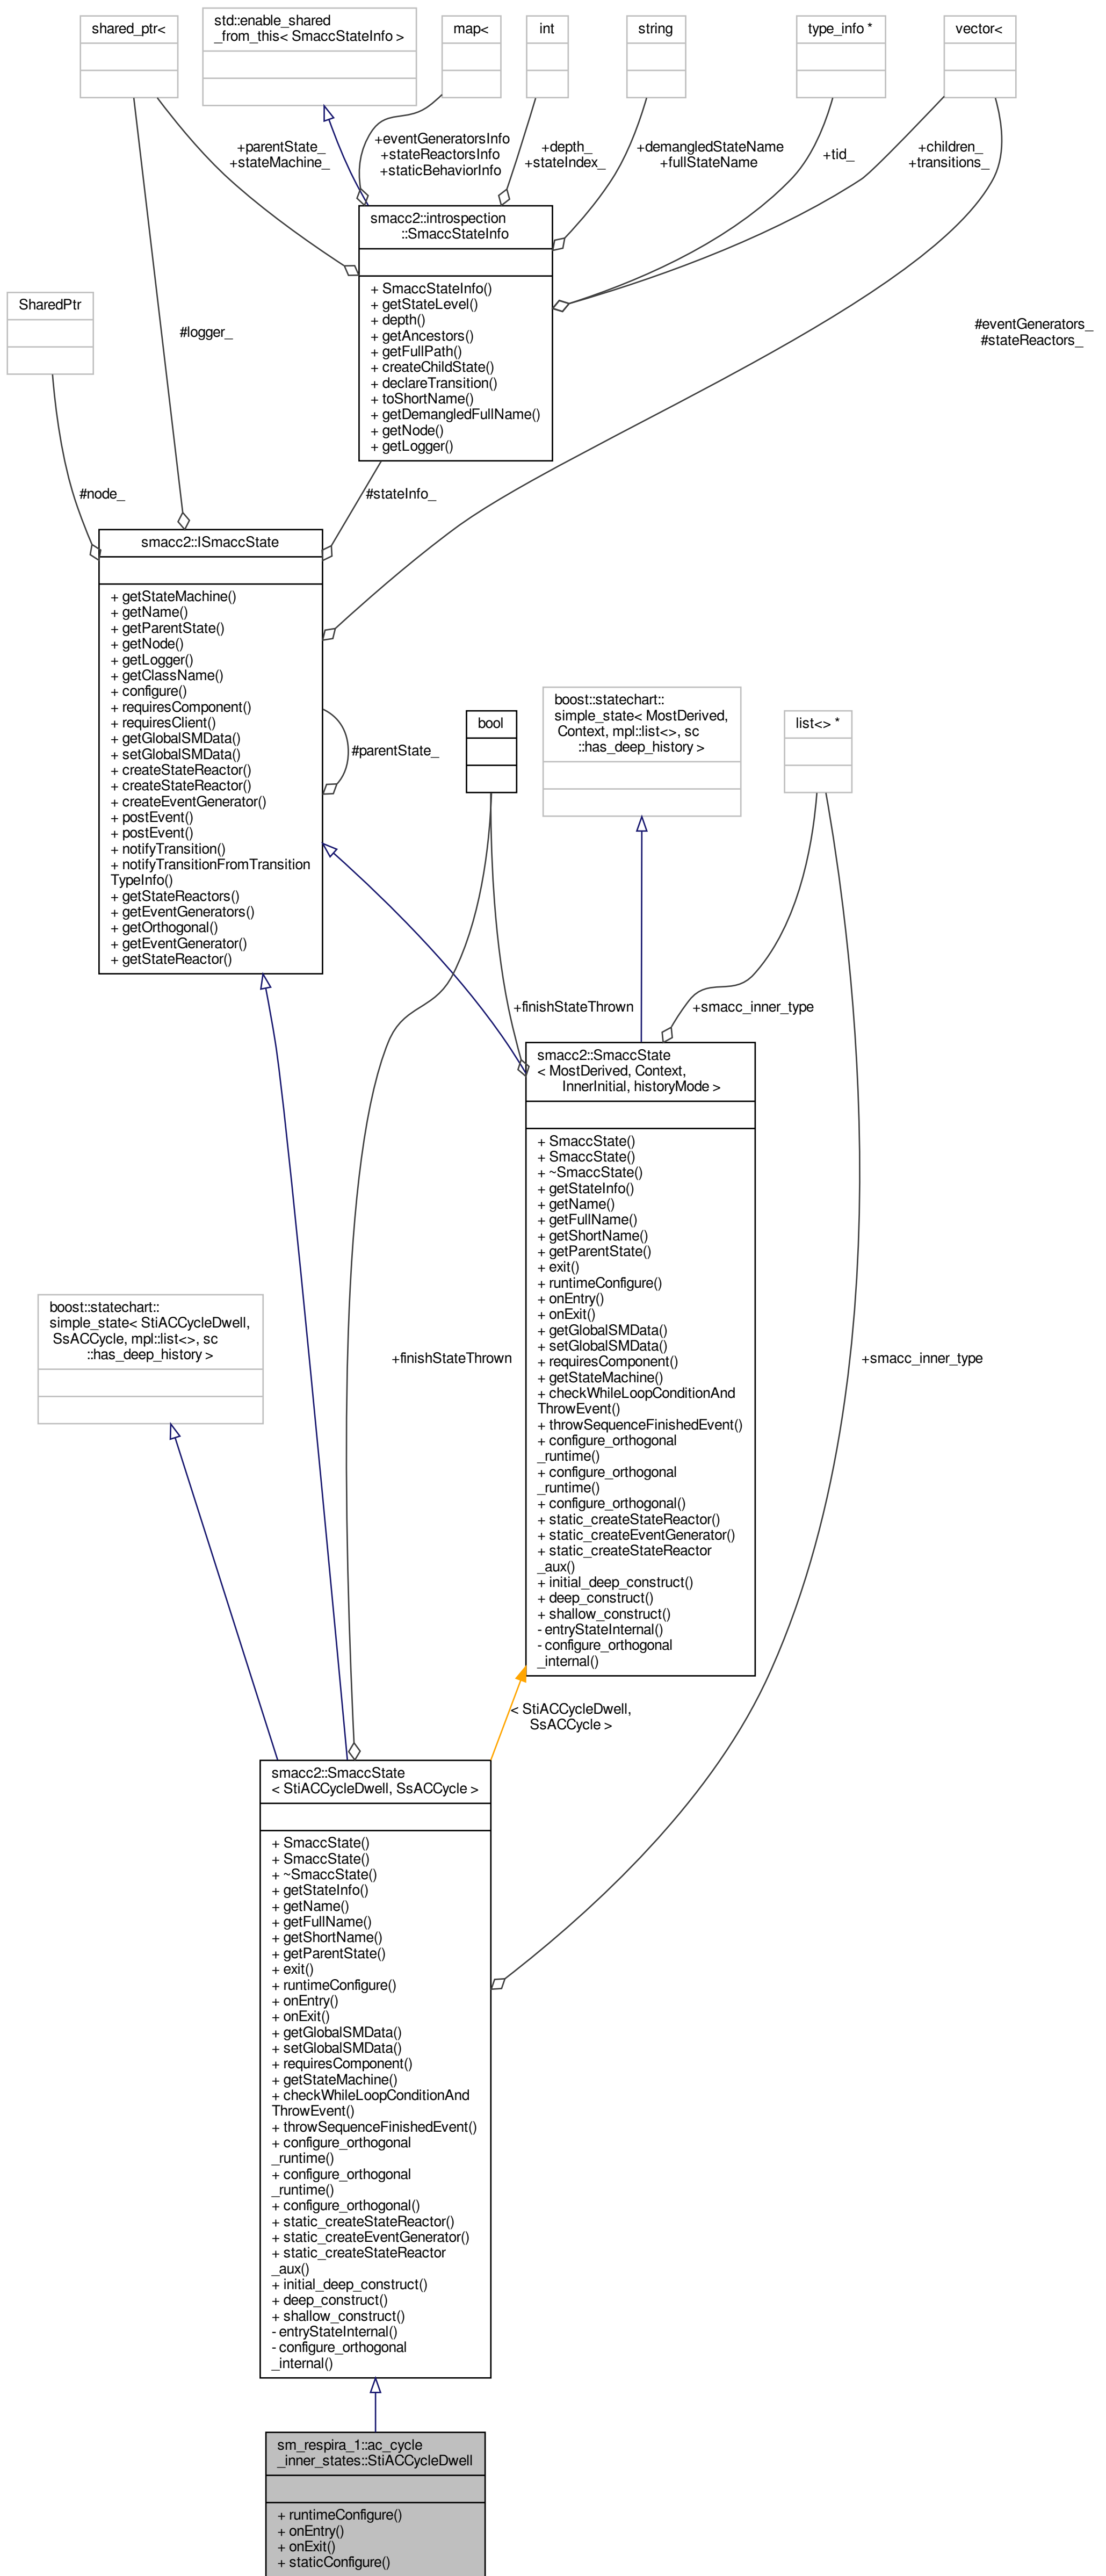 shared_ptr<
std::enable_shared
_from_this< SmaccStateInfo >
map<
int
string
type_info *
vector<
+parentState_
+stateMachine_
+eventGeneratorsInfo
+stateReactorsInfo
+staticBehaviorInfo
+depth_
+stateIndex_
+demangledStateName
+fullStateName
+tid_
+children_
+transitions_
smacc2::introspection
::SmaccStateInfo
+ SmaccStateInfo()
+ getStateLevel()
+ depth()
+ getAncestors()
+ getFullPath()
+ createChildState()
+ declareTransition()
+ toShortName()
+ getDemangledFullName()
+ getNode()
+ getLogger()
SharedPtr
#logger_
#eventGenerators_
#stateReactors_
#node_
#stateInfo_
smacc2::ISmaccState
+ getStateMachine()
+ getName()
+ getParentState()
+ getNode()
+ getLogger()
+ getClassName()
+ configure()
+ requiresComponent()
+ requiresClient()
+ getGlobalSMData()
+ setGlobalSMData()
+ createStateReactor()
+ createStateReactor()
+ createEventGenerator()
+ postEvent()
+ postEvent()
+ notifyTransition()
+ notifyTransitionFromTransition
TypeInfo()
+ getStateReactors()
+ getEventGenerators()
+ getOrthogonal()
+ getEventGenerator()
+ getStateReactor()
#parentState_
bool
boost::statechart::
simple_state< MostDerived,
Context, mpl::list<>, sc
::has_deep_history >
list<> *
+finishStateThrown
+smacc_inner_type
smacc2::SmaccState
< MostDerived, Context,
InnerInitial, historyMode >
+ SmaccState()
+ SmaccState()
+ ~SmaccState()
+ getStateInfo()
+ getName()
+ getFullName()
+ getShortName()
+ getParentState()
+ exit()
+ runtimeConfigure()
+ onEntry()
+ onExit()
+ getGlobalSMData()
+ setGlobalSMData()
+ requiresComponent()
+ getStateMachine()
+ checkWhileLoopConditionAnd
ThrowEvent()
+ throwSequenceFinishedEvent()
+ configure_orthogonal
_runtime()
+ configure_orthogonal
_runtime()
+ configure_orthogonal()
+ static_createStateReactor()
+ static_createEventGenerator()
+ static_createStateReactor
_aux()
+ initial_deep_construct()
+ deep_construct()
+ shallow_construct()
- entryStateInternal()
- configure_orthogonal
_internal()
boost::statechart::
simple_state< StiACCycleDwell,
SsACCycle, mpl::list<>, sc
::has_deep_history >
+finishStateThrown
+smacc_inner_type
< StiACCycleDwell,
SsACCycle >
smacc2::SmaccState
< StiACCycleDwell, SsACCycle >
+ SmaccState()
+ SmaccState()
+ ~SmaccState()
+ getStateInfo()
+ getName()
+ getFullName()
+ getShortName()
+ getParentState()
+ exit()
+ runtimeConfigure()
+ onEntry()
+ onExit()
+ getGlobalSMData()
+ setGlobalSMData()
+ requiresComponent()
+ getStateMachine()
+ checkWhileLoopConditionAnd
ThrowEvent()
+ throwSequenceFinishedEvent()
+ configure_orthogonal
_runtime()
+ configure_orthogonal
_runtime()
+ configure_orthogonal()
+ static_createStateReactor()
+ static_createEventGenerator()
+ static_createStateReactor
_aux()
+ initial_deep_construct()
+ deep_construct()
+ shallow_construct()
- entryStateInternal()
- configure_orthogonal
_internal()
sm_respira_1::ac_cycle
_inner_states::StiACCycleDwell
+ runtimeConfigure()
+ onEntry()
+ onExit()
+ staticConfigure()